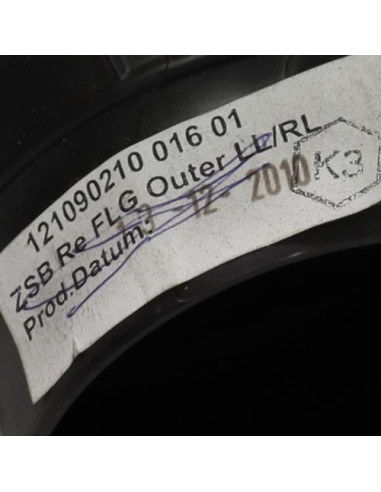 121090210 016 01
ZSB Re FLG Outer LL/RL
Prod.Datum: 13 -12- 2010
K3